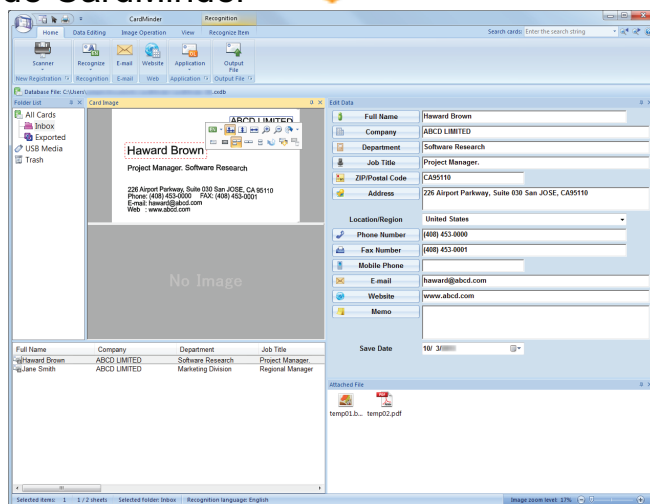 de CardMinder
CardMinder
Recognition
Home Data Editing Image Operation View Recognize Item
Search cards: Enter the search string
Scanner Recognize E-mail Website Application Output File
New Registration Recognition E-mail Web Application Output File
Database File: C:\Users\ .cxdb
Folder List
Card Image
Edit Data
All Cards
Inbox
Exported
USB Media
Trash
ABCD LIMITED
Haward Brown
Project Manager. Software Research
226 Airport Parkway, Suite 030 San JOSE, CA 95110
Phone: (408) 453-0000 FAX: (408) 453-0001
E-mail: haward@abcd.com
Web : www.abcd.com
No Image
Full Name Haward Brown
Company ABCD LIMITED
Department Software Research
Job Title Project Manager.
ZIP/Postal Code CA95110
Address 226 Airport Parkway, Suite 030 San JOSE, CA95110
Location/Region United States
Phone Number (408) 453-0000
Fax Number (408) 453-0001
Mobile Phone
E-mail haward@abcd.com
Website www.abcd.com
Memo
Save Date 10/ 3/
Full Name Company Department Job Title
Haward Brown ABCD LIMITED Software Research Project Manager.
Jane Smith ABCD LIMITED Marketing Division Regional Manager
Attached File
temp01.b... temp02.pdf
Selected items: 1 1 / 2 sheets Selected folder: Inbox Recognition language: English
Image zoom level: 17%